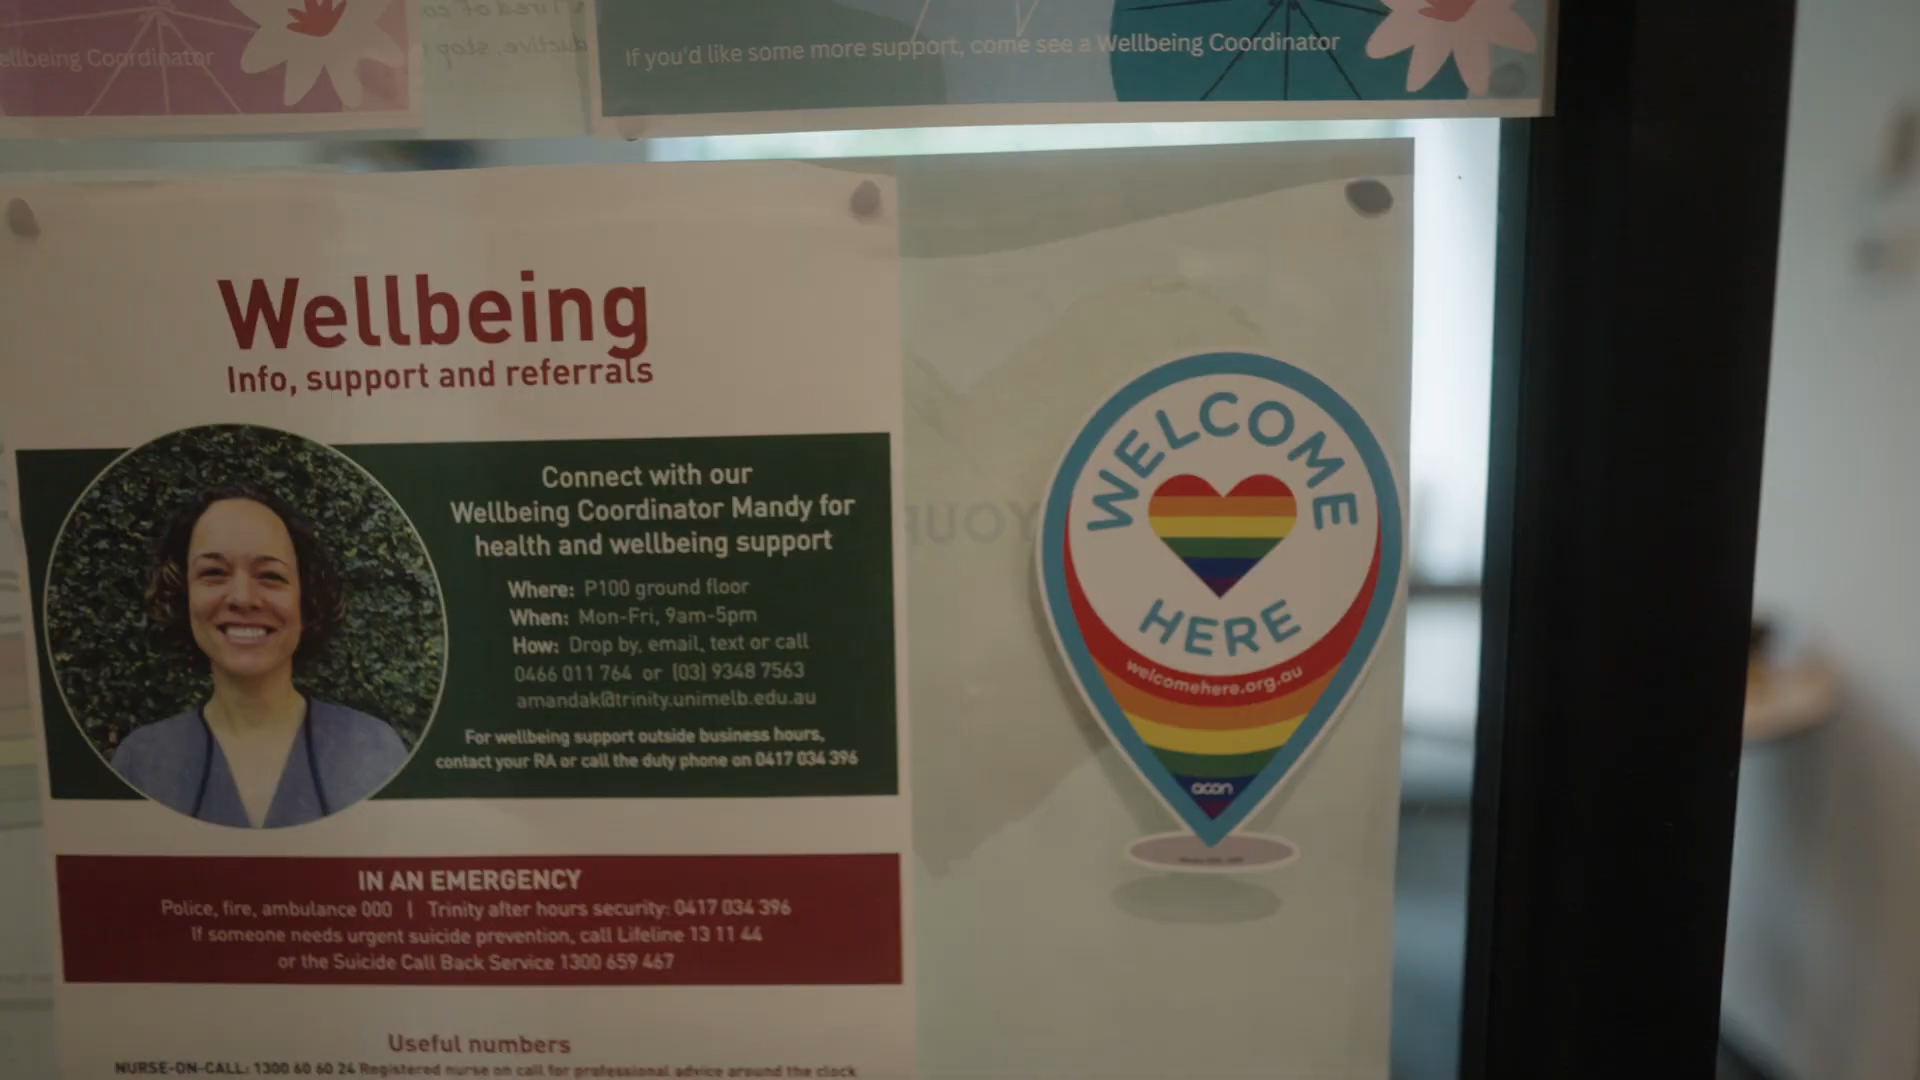 ellbeing Coordinator
If you'd like some more support, come see a Wellbeing Coordinator
Wellbeing
Info, support and referrals
Connect with our
Wellbeing Coordinator Mandy for
health and wellbeing support
Where: P100 ground floor
When: Mon-Fri, 9am-5pm
How: Drop by, email, text or call
0466 011 764 or (03) 9348 7563
amandak@trinity.unimelb.edu.au
For wellbeing support outside business hours,
contact your RA or call the duty phone on 0417 034 396
IN AN EMERGENCY
Police, fire, ambulance 000 | Trinity after hours security: 0417 034 396
If someone needs urgent suicide prevention, call Lifeline 13 11 44
or the Suicide Call Back Service 1300 659 467
Useful numbers
NURSE-ON-CALL: 1300 60 60 24 Registered nurse on call for professional advice around the clock
YOUR
WELCOME
HERE
welcomehere.org.au
acon